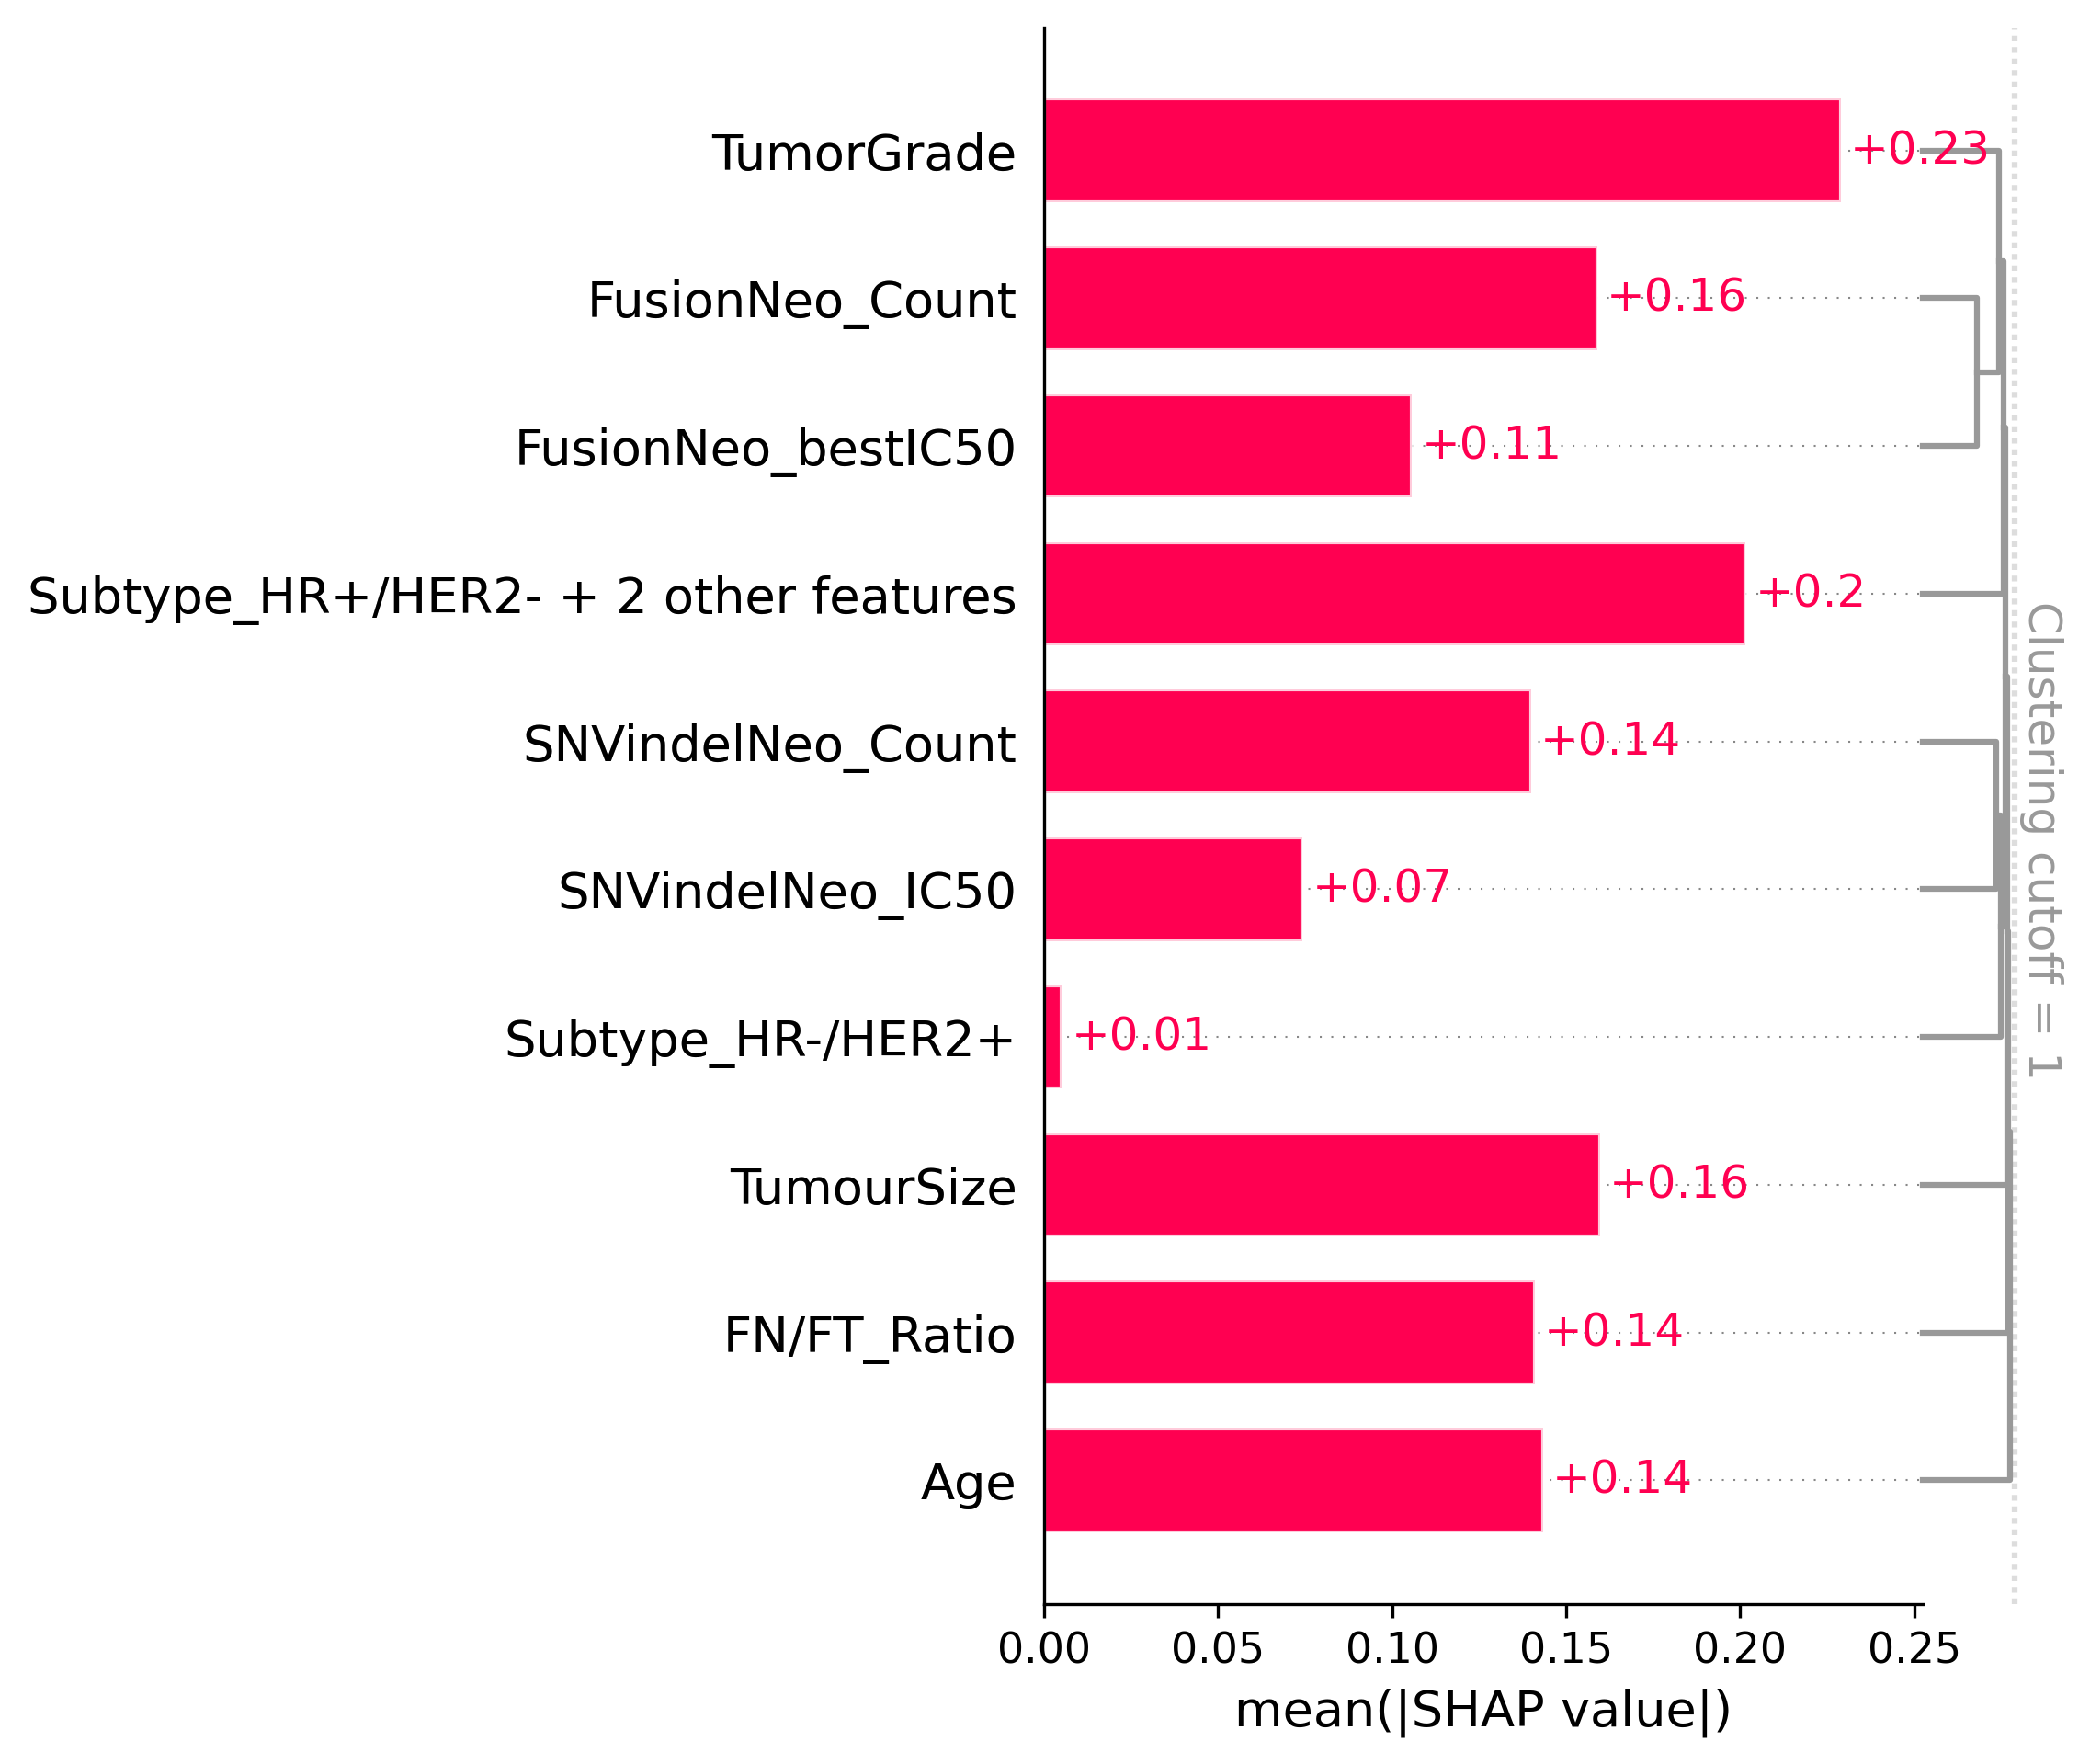 TumorGrade +0.23
FusionNeo_Count +0.16
FusionNeo_bestIC50 +0.11
Subtype_HR+/HER2- + 2 other features +0.2
SNVindelNeo_Count +0.14
SNVindelNeo_IC50 +0.07
Subtype_HR-/HER2+ +0.01
TumourSize +0.16
FN/FT_Ratio +0.14
Age +0.14
Clustering cutoff = 1
0.00 0.05 0.10 0.15 0.20 0.25
mean(|SHAP value|)